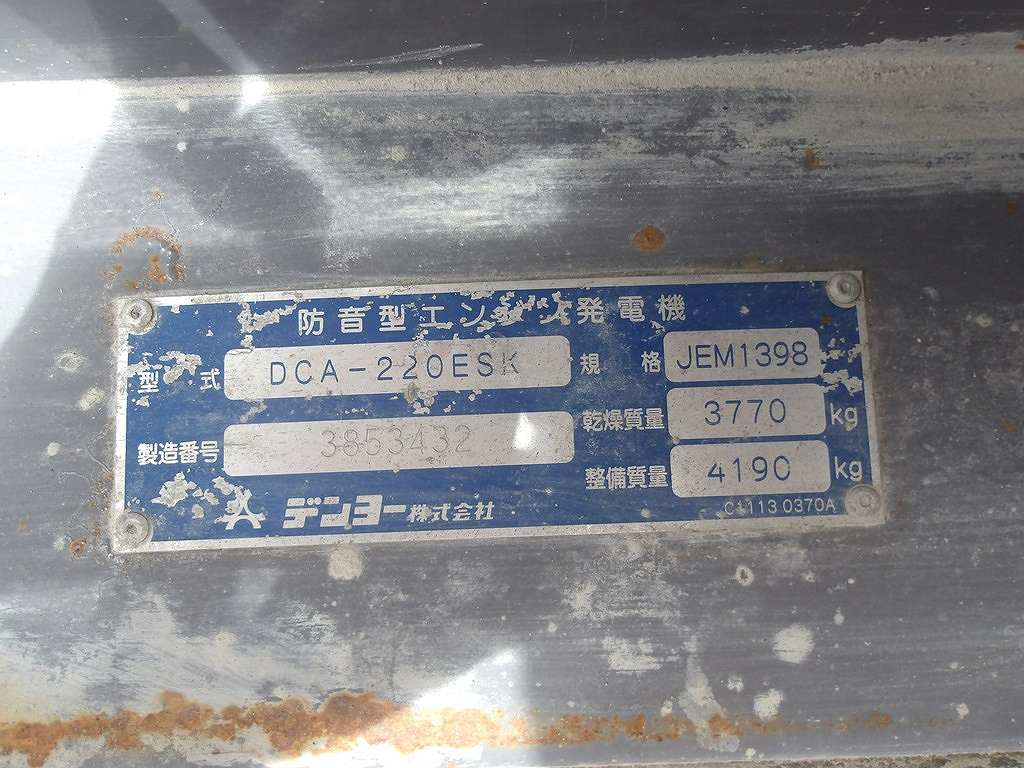 防音型エンジン発電機
型式 DCA-220ESK 規格 JEM1398
製造番号 3853432 乾燥質量 3770 kg
整備質量 4190 kg
デンヨー株式会社 C1113 0370A